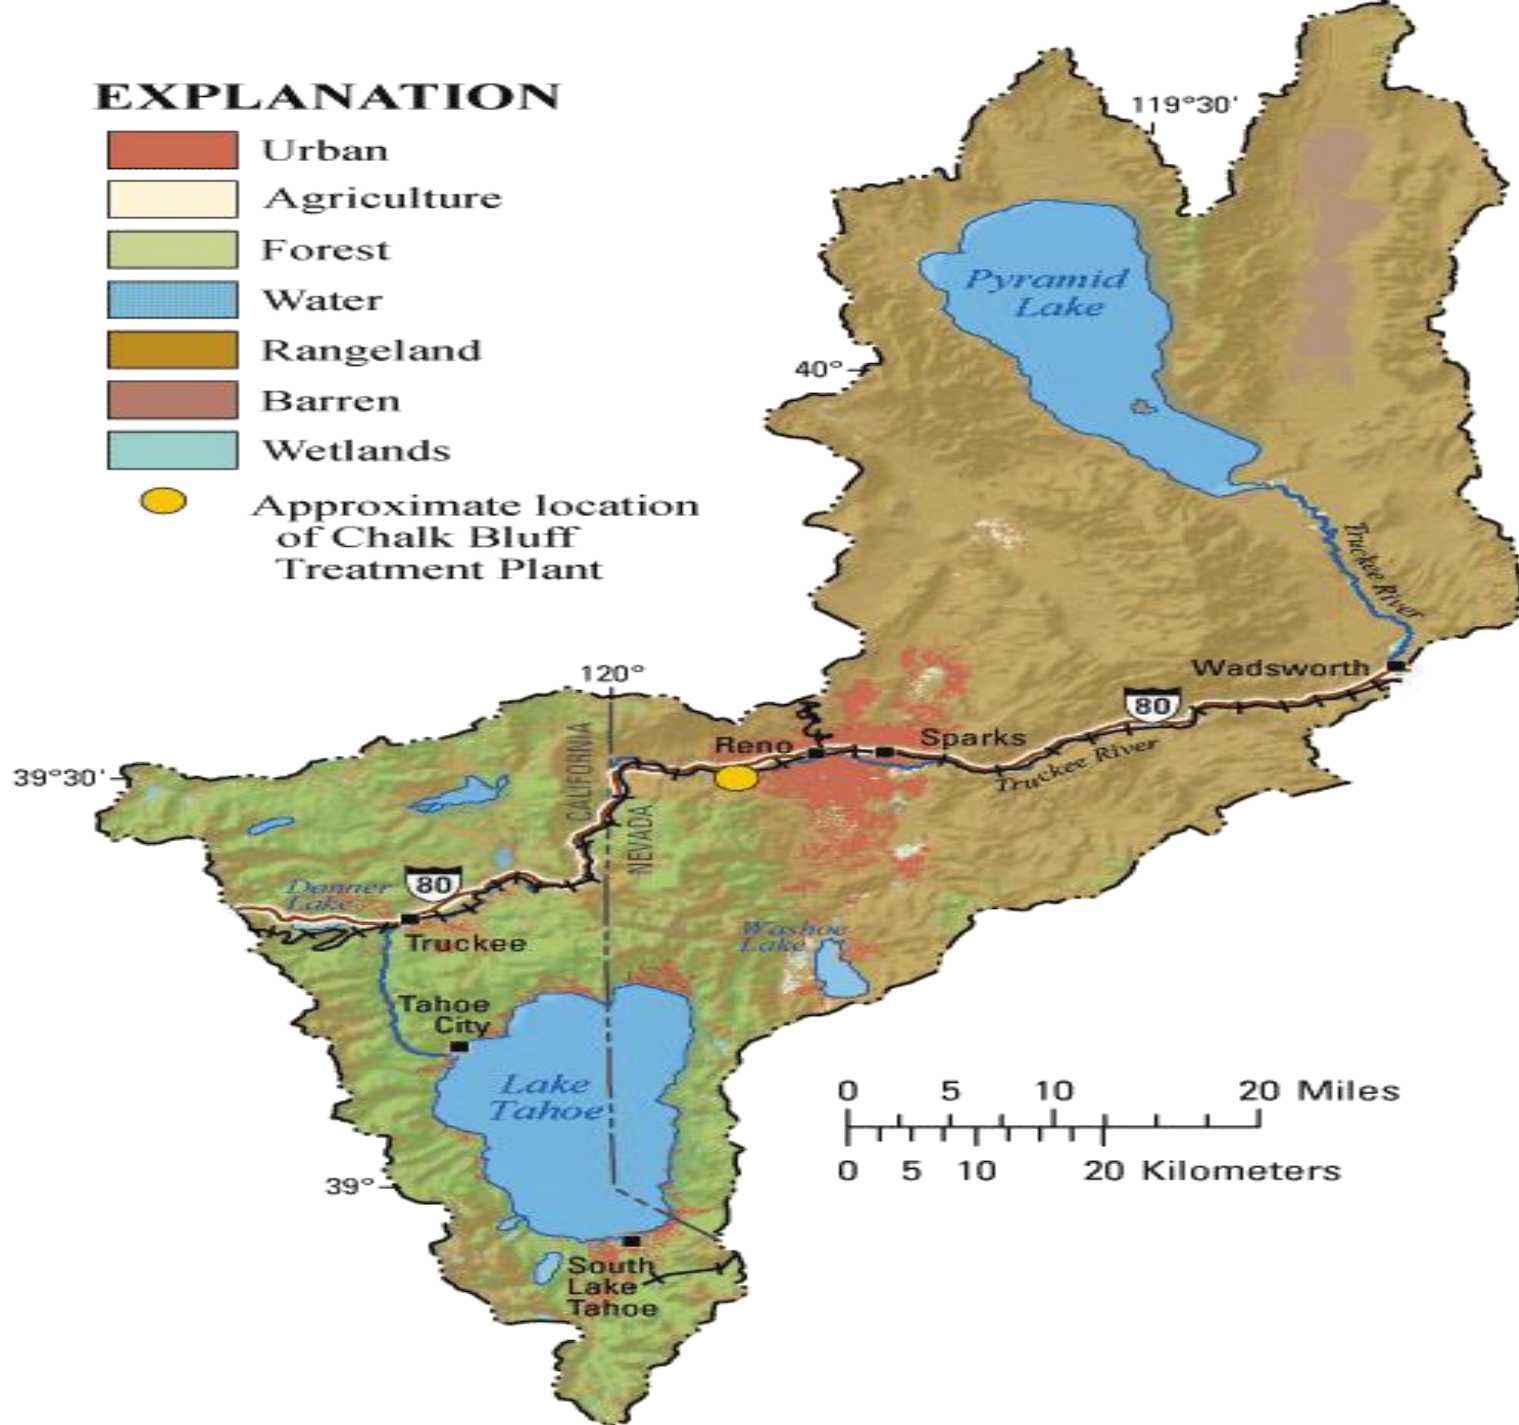 EXPLANATION
Urban
Agriculture
Forest
Water
Rangeland
Barren
Wetlands
Approximate location
of Chalk Bluff
Treatment Plant
119°30'
Pyramid
Lake
40°
Truckee River
Wadsworth
120°
80
Reno
Sparks
Truckee River
39°30'
CALIFORNIA
NEVADA
Donner
Lake
80
Truckee
Washoe
Lake
Tahoe
City
Lake
Tahoe
0 5 10 20 Miles
0 5 10 20 Kilometers
39°
South
Lake
Tahoe